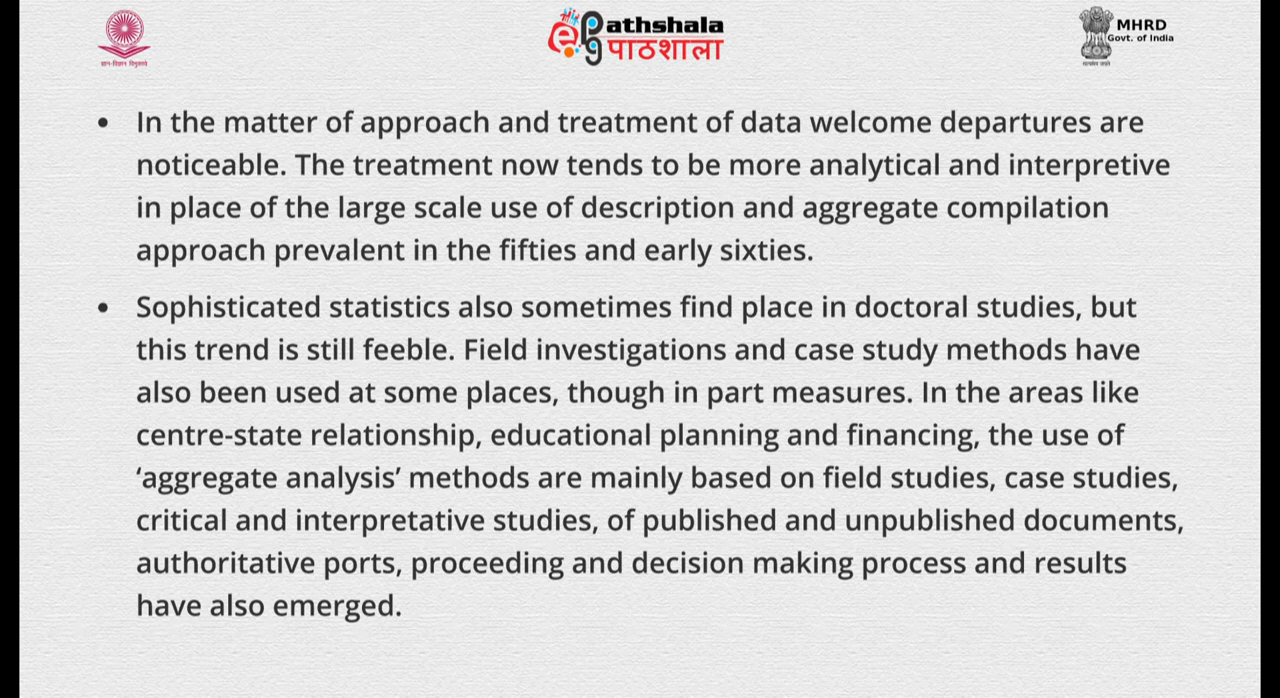 ज्ञान-विज्ञान विमुक्तये
ePathshala
पाठशाला
MHRD
Govt. of India
सत्यमेव जयते
• In the matter of approach and treatment of data welcome departures are
noticeable. The treatment now tends to be more analytical and interpretive
in place of the large scale use of description and aggregate compilation
approach prevalent in the fifties and early sixties.
• Sophisticated statistics also sometimes find place in doctoral studies, but
this trend is still feeble. Field investigations and case study methods have
also been used at some places, though in part measures. In the areas like
centre-state relationship, educational planning and financing, the use of
‘aggregate analysis’ methods are mainly based on field studies, case studies,
critical and interpretative studies, of published and unpublished documents,
authoritative ports, proceeding and decision making process and results
have also emerged.